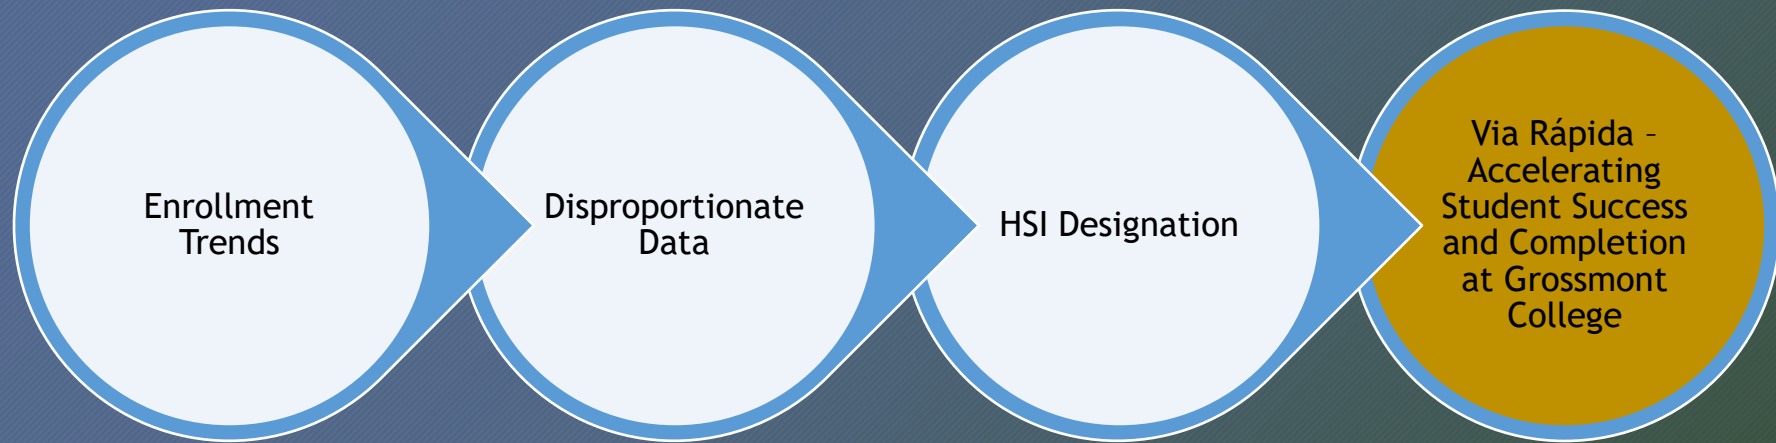 Enrollment
Trends
Disproportionate
Data
HSI Designation
Via Rápida –
Accelerating
Student Success
and Completion
at Grossmont
College